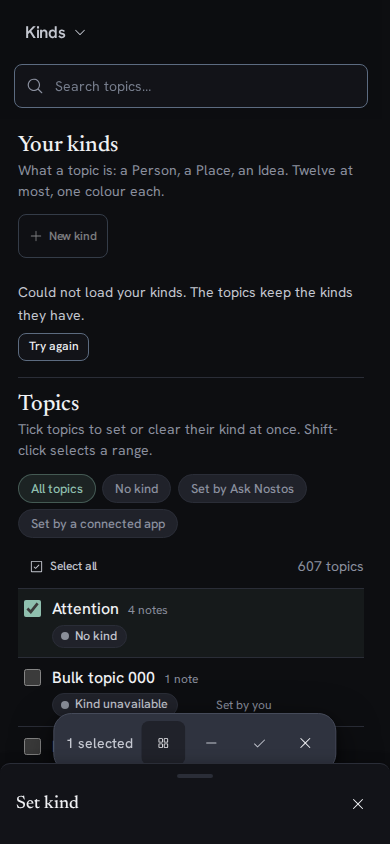 Kinds
Search topics...
Your kinds
What a topic is: a Person, a Place, an Idea. Twelve at
most, one colour each.
New kind
Could not load your kinds. The topics keep the kinds
they have.
Try again
Topics
Tick topics to set or clear their kind at once. Shift-
click selects a range.
All topics No kind Set by Ask Nostos
Set by a connected app
Select all 607 topics
Attention 4 notes
No kind
Bulk topic 000 1 note
Kind unavailable Set by you
1 selected
Set kind